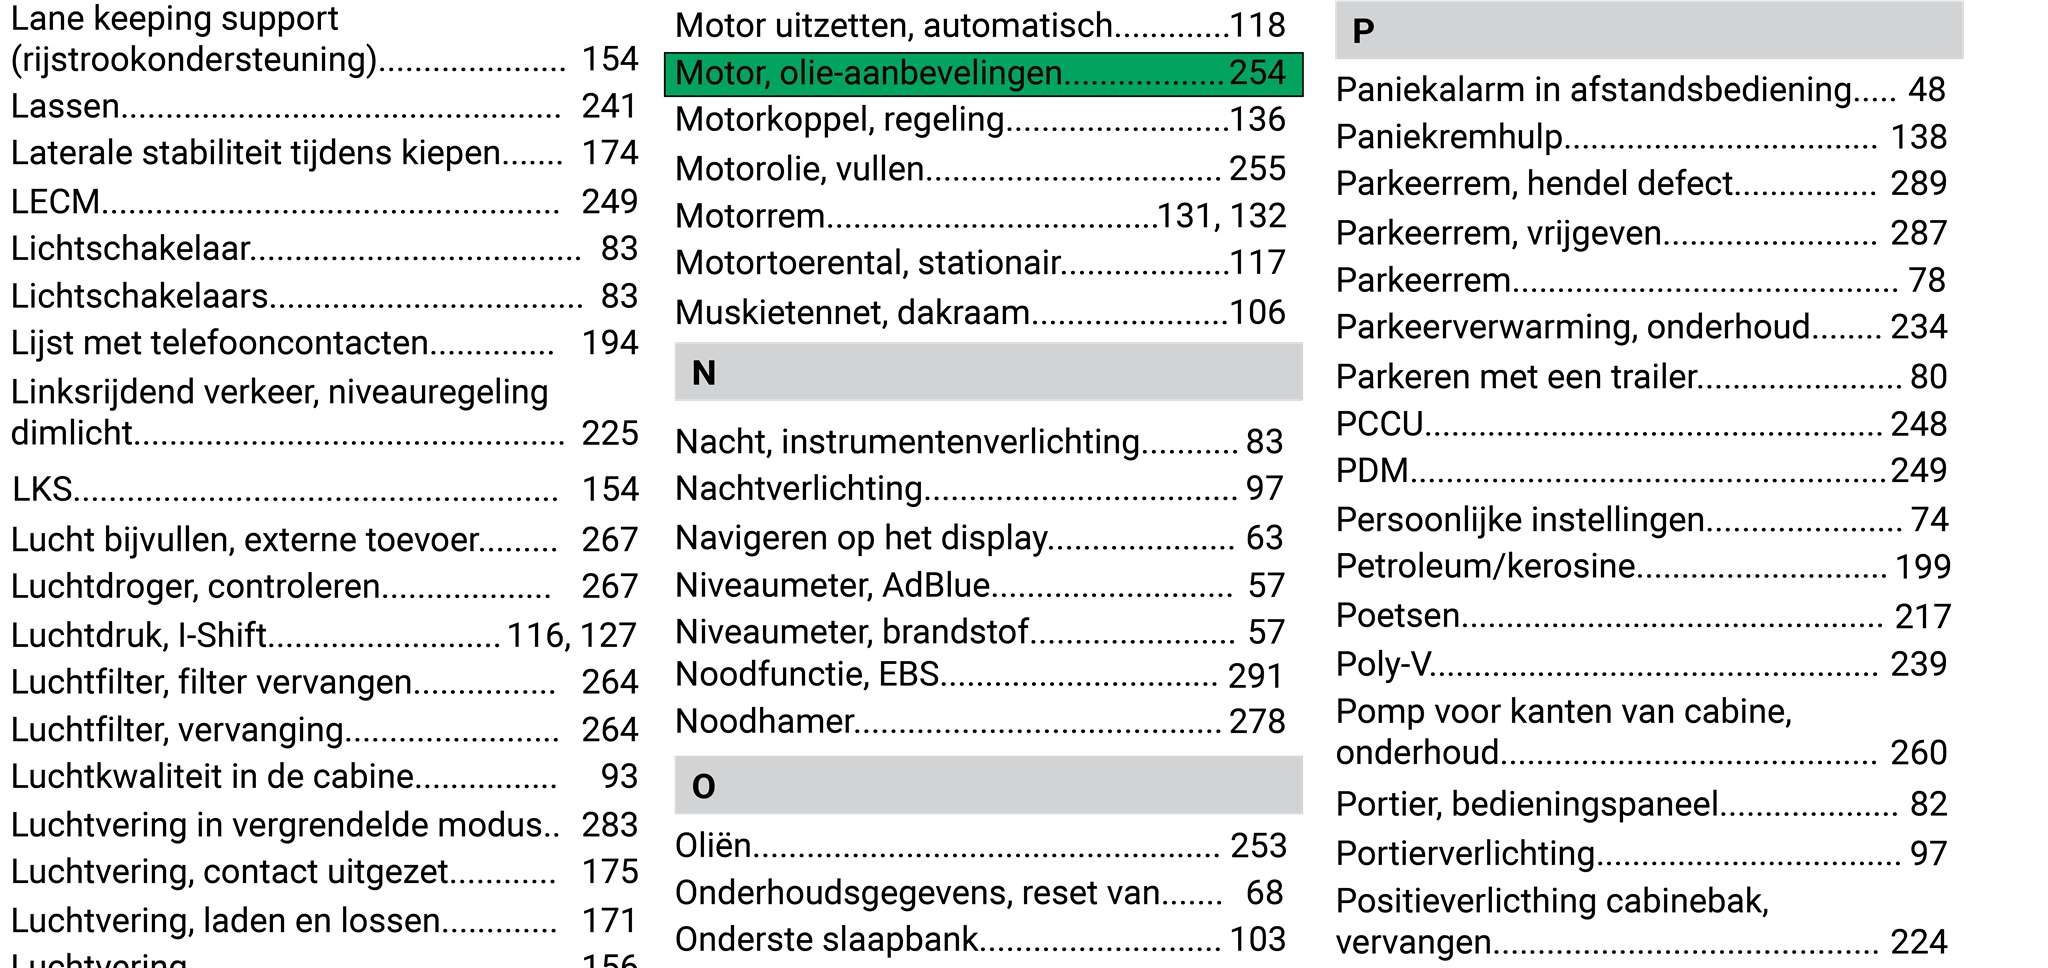 Lane keeping support
(rijstrookondersteuning)..................... 154
Lassen................................................. 241
Laterale stabiliteit tijdens kiepen....... 174
LECM................................................... 249
Lichtschakelaar..................................... 83
Lichtschakelaars................................... 83
Lijst met telefooncontacten.............. 194
Linksrijdend verkeer, niveauregeling
dimlicht................................................ 225
LKS...................................................... 154
Lucht bijvullen, externe toevoer......... 267
Luchtdroger, controleren................... 267
Luchtdruk, I-Shift.......................... 116, 127
Luchtfilter, filter vervangen................ 264
Luchtfilter, vervanging........................ 264
Luchtkwaliteit in de cabine................ 93
Luchtvering in vergrendelde modus.. 283
Luchtvering, contact uitgezet............ 175
Luchtvering, laden en lossen............. 171
Luchtvering 156
Motor uitzetten, automatisch.............118
Motor, olie-aanbevelingen..................254
Motorkoppel, regeling.........................136
Motorolie, vullen................................. 255
Motorrem.....................................131, 132
Motortoerental, stationair...................117
Muskietennet, dakraam......................106
N
Nacht, instrumentenverlichting........... 83
Nachtverlichting................................... 97
Navigeren op het display..................... 63
Niveaumeter, AdBlue........................... 57
Niveaumeter, brandstof....................... 57
Noodfunctie, EBS............................... 291
Noodhamer......................................... 278
O
Oliën.................................................... 253
Onderhoudsgegevens, reset van....... 68
Onderste slaapbank........................... 103
P
Paniekalarm in afstandsbediening..... 48
Paniekremhulp................................... 138
Parkeerrem, hendel defect................ 289
Parkeerrem, vrijgeven........................ 287
Parkeerrem........................................... 78
Parkeerverwarming, onderhoud........ 234
Parkeren met een trailer....................... 80
PCCU................................................... 248
PDM.....................................................249
Persoonlijke instellingen...................... 74
Petroleum/kerosine............................ 199
Poetsen............................................... 217
Poly-V.................................................. 239
Pomp voor kanten van cabine,
onderhoud.......................................... 260
Portier, bedieningspaneel.................... 82
Portierverlichting.................................. 97
Positieverlicthing cabinebak,
vervangen........................................... 224